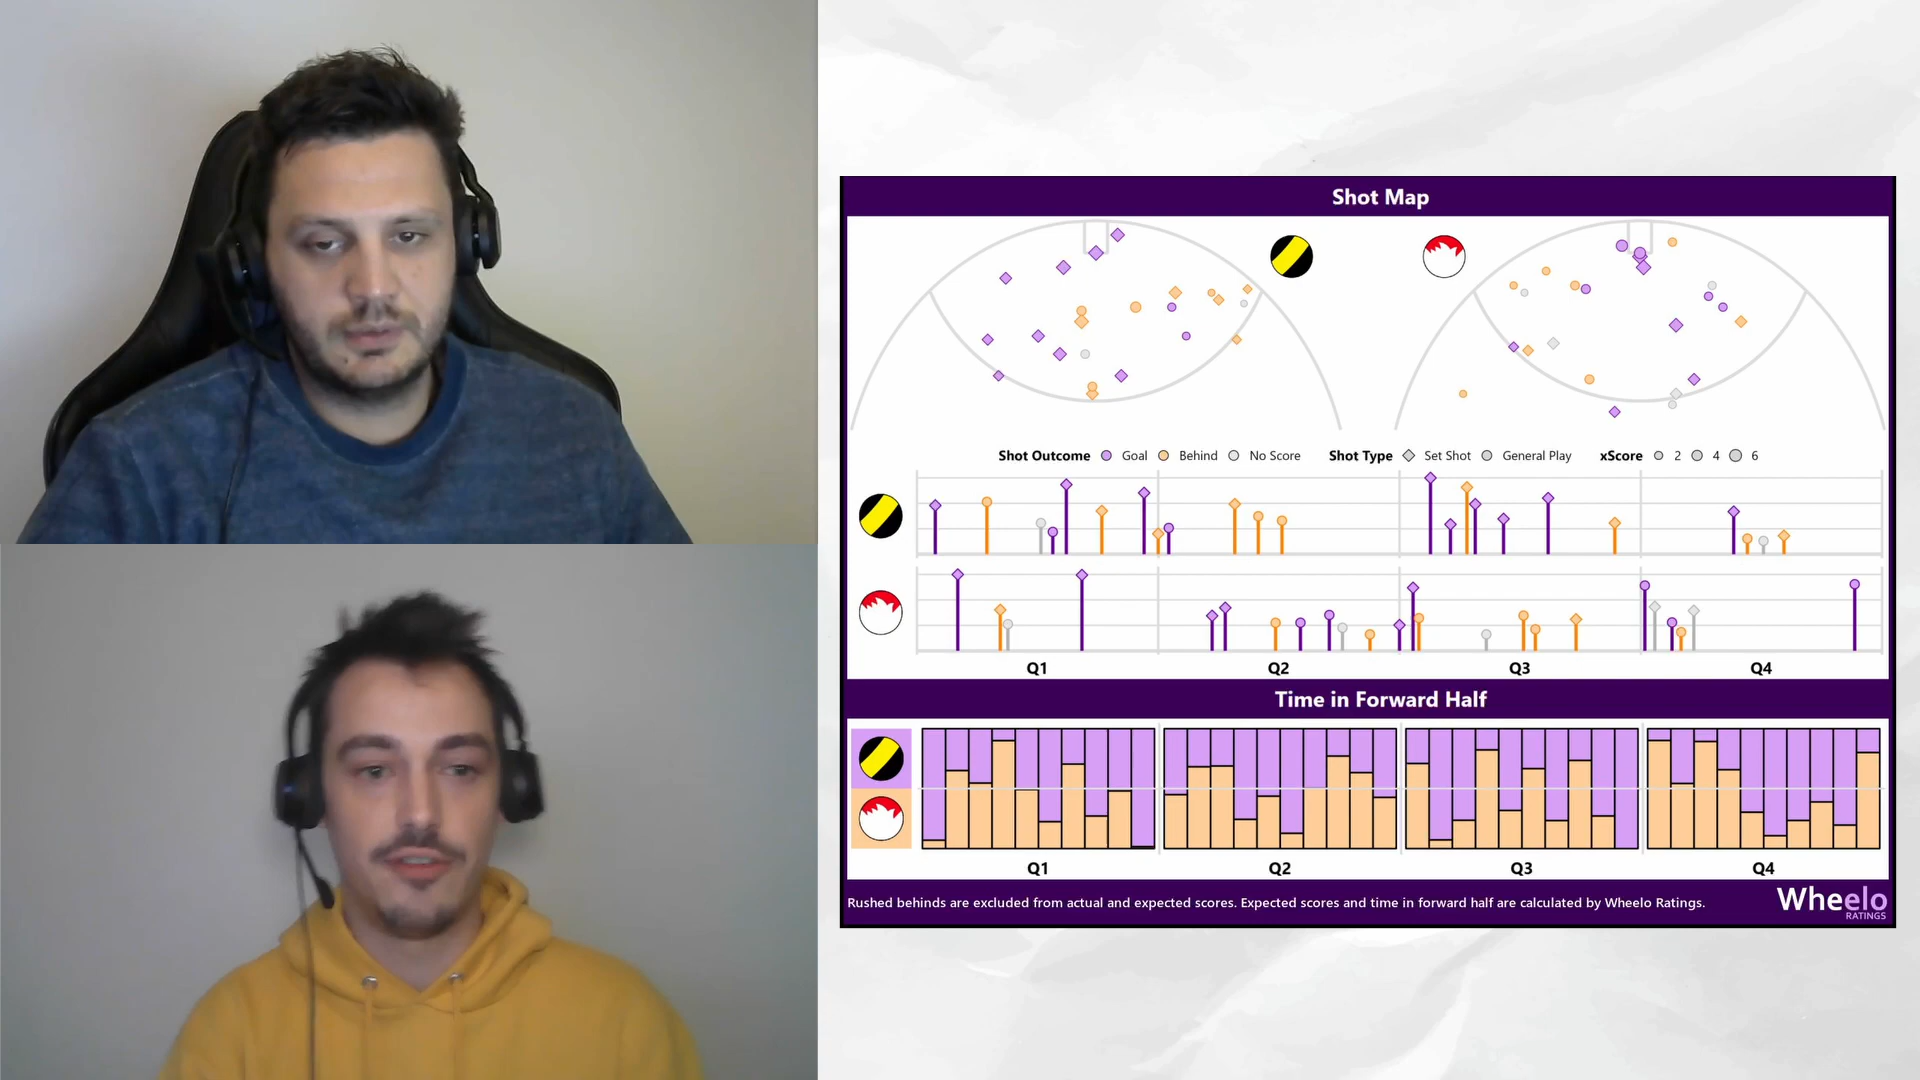 Shot Map
Shot Outcome Goal Behind No Score Shot Type Set Shot General Play xScore 2 4 6
Q1 Q2 Q3 Q4
Time in Forward Half
Q1 Q2 Q3 Q4
Rushed behinds are excluded from actual and expected scores. Expected scores and time in forward half are calculated by Wheelo Ratings.
Wheelo
RATINGS